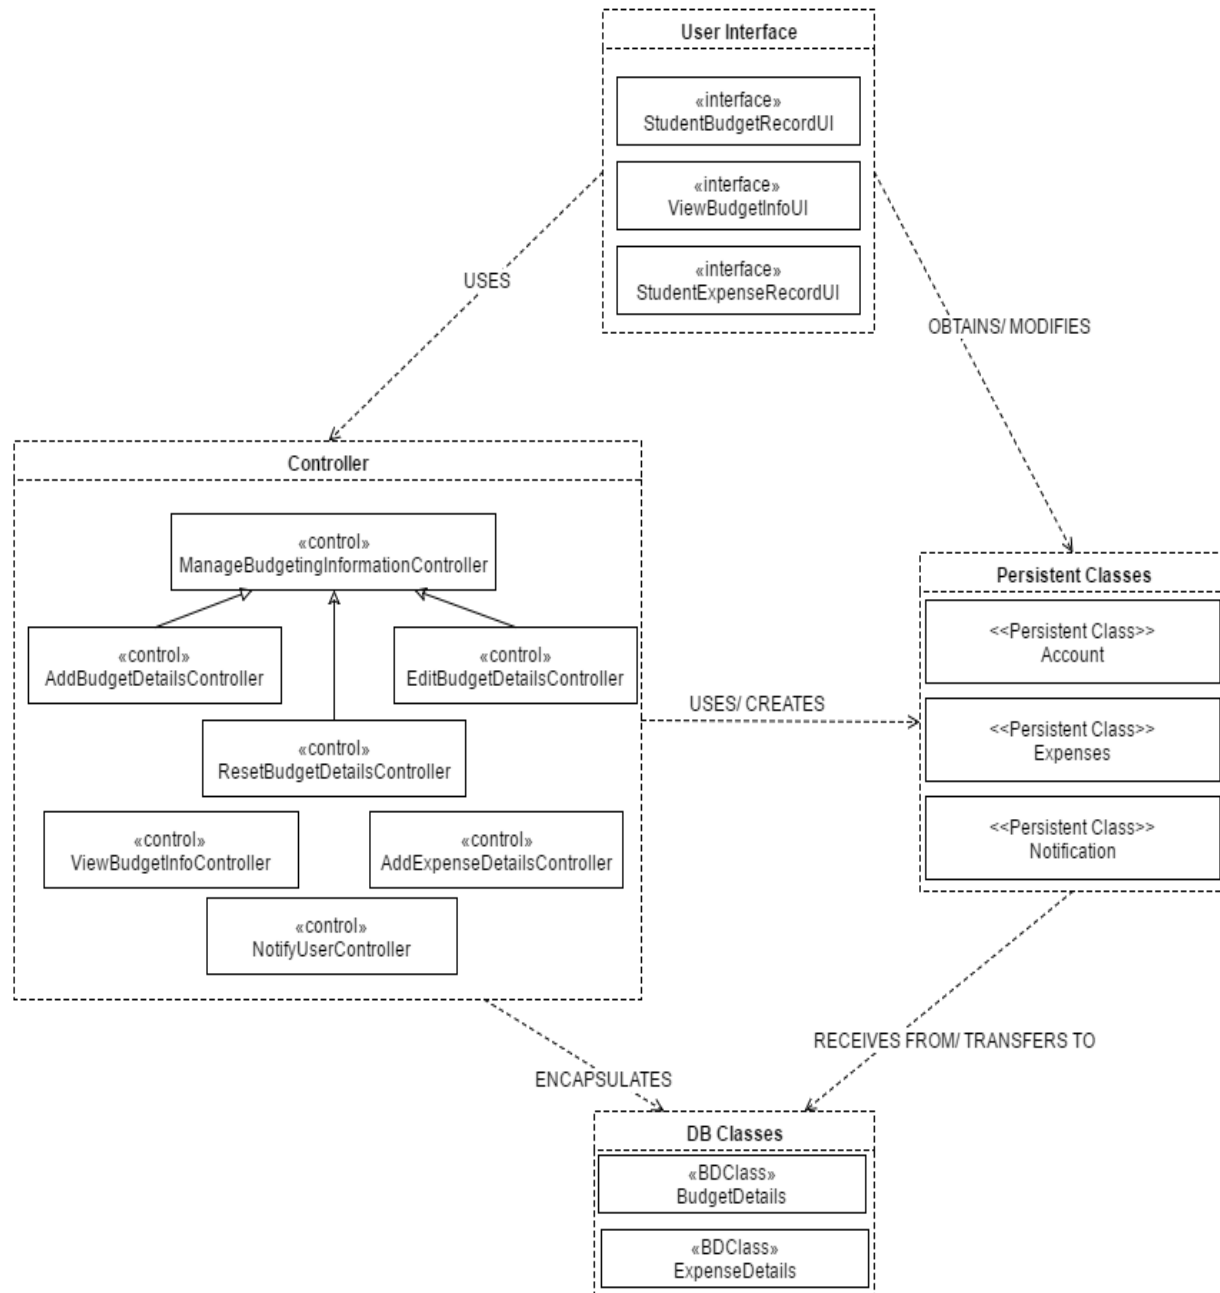 User Interface
«interface»
StudentBudgetRecordUI
«interface»
ViewBudgetInfoUI
«interface»
StudentExpenseRecordUI
USES
OBTAINS/ MODIFIES
Controller
«control»
ManageBudgetingInformationController
«control»
AddBudgetDetailsController
«control»
EditBudgetDetailsController
«control»
ResetBudgetDetailsController
«control»
ViewBudgetInfoController
«control»
AddExpenseDetailsController
«control»
NotifyUserController
USES/ CREATES
Persistent Classes
<<Persistent Class>>
Account
<<Persistent Class>>
Expenses
<<Persistent Class>>
Notification
RECEIVES FROM/ TRANSFERS TO
ENCAPSULATES
DB Classes
«BDClass»
BudgetDetails
«BDClass»
ExpenseDetails